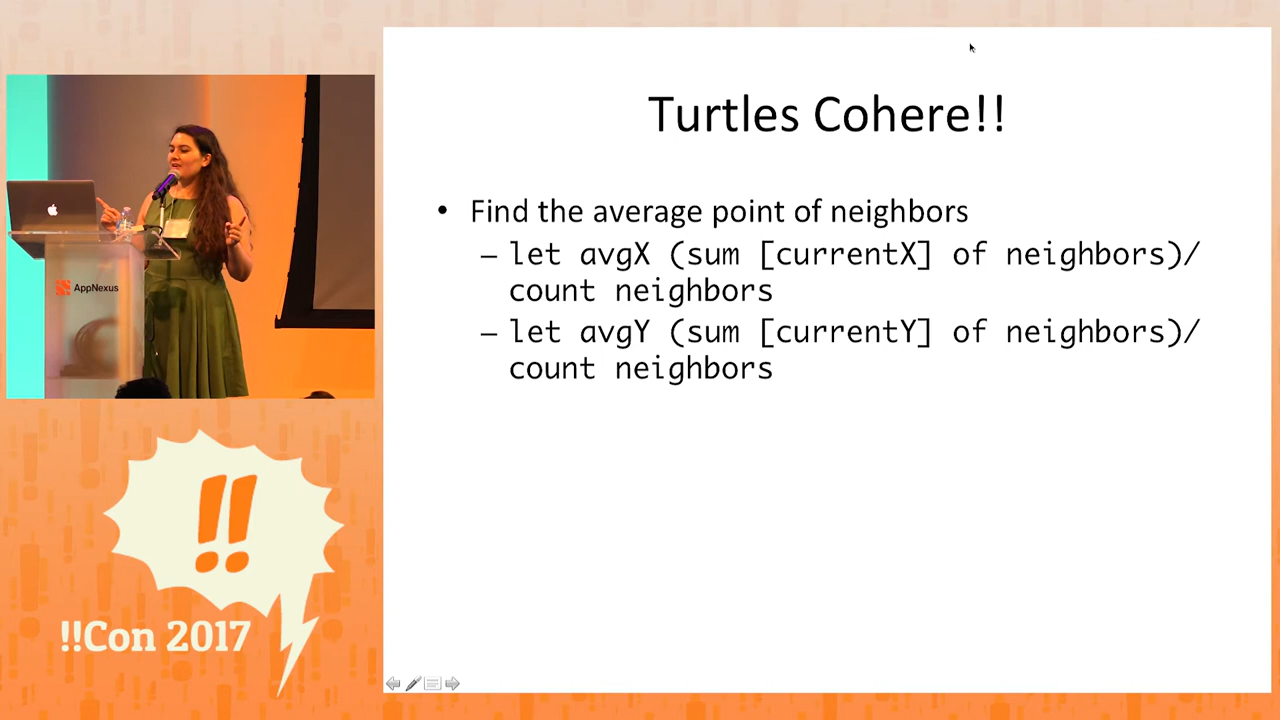 Turtles Cohere!!
• Find the average point of neighbors
– let avgX (sum [currentX] of neighbors)/
count neighbors
– let avgY (sum [currentY] of neighbors)/
count neighbors
AppNexus
!!
!!Con 2017